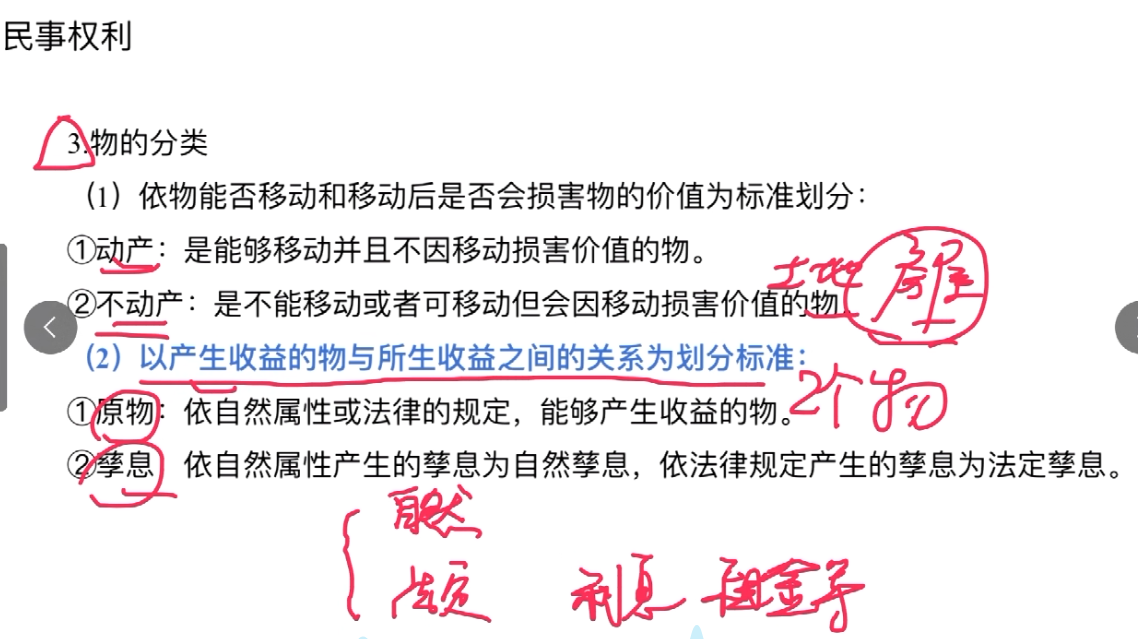 民事权利
3.物的分类
（1）依物能否移动和移动后是否会损害物的价值为标准划分：
①动产：是能够移动并且不因移动损害价值的物。
土地 房屋
②不动产：是不能移动或者可移动但会因移动损害价值的物
（2）以产生收益的物与所生收益之间的关系为划分标准：
①原物：依自然属性或法律的规定，能够产生收益的物。2个物
②孳息 依自然属性产生的孳息为自然孳息，依法律规定产生的孳息为法定孳息。
自然
法定 利息 租金等